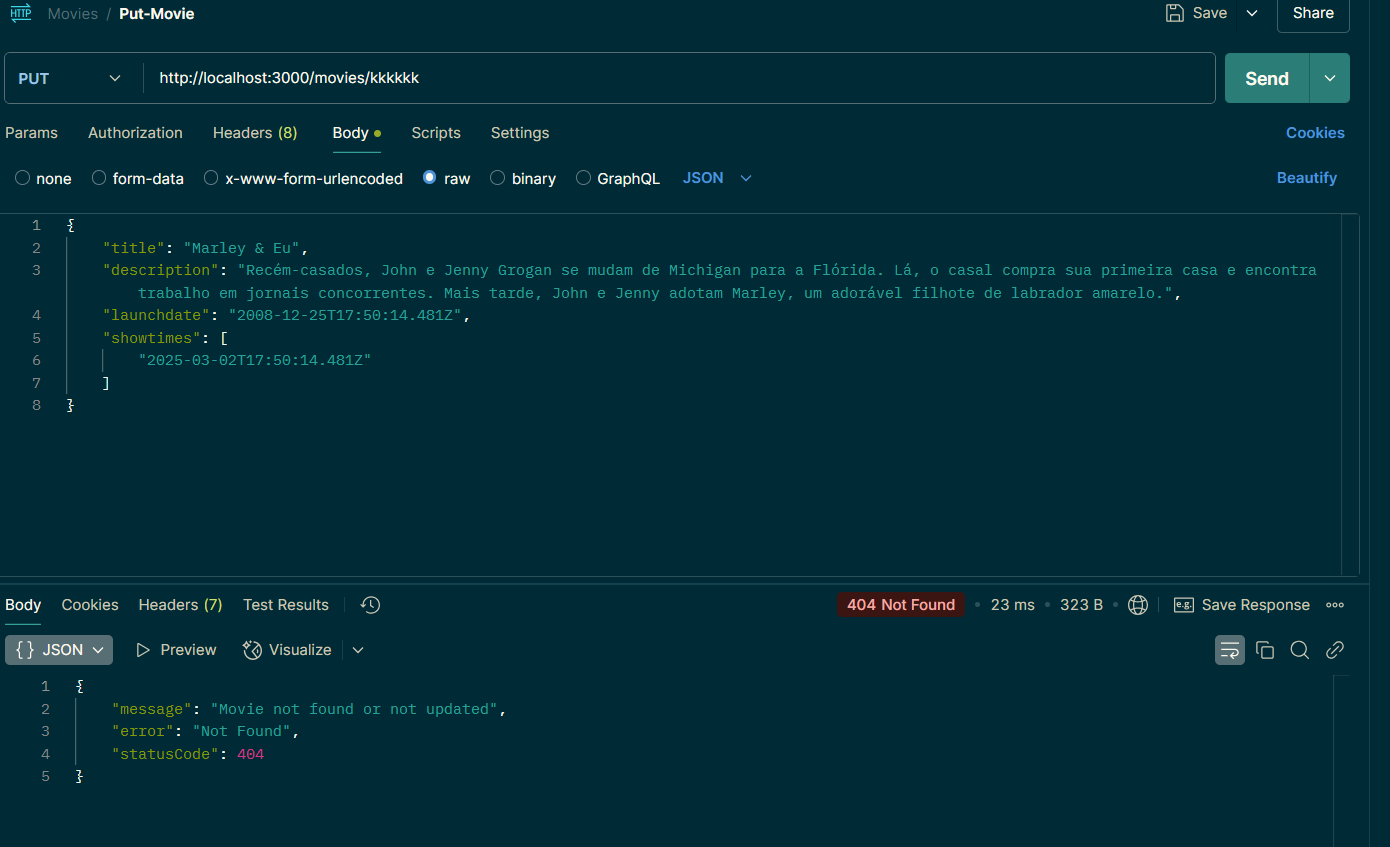 HTTP Movies / Put-Movie Save Share
PUT http://localhost:3000/movies/kkkkkk Send
Params Authorization Headers (8) Body Scripts Settings Cookies
none form-data x-www-form-urlencoded raw binary GraphQL JSON Beautify
1 {
2 "title": "Marley & Eu",
3 "description": "Recém-casados, John e Jenny Grogan se mudam de Michigan para a Flórida. Lá, o casal compra sua primeira casa e encontra
trabalho em jornais concorrentes. Mais tarde, John e Jenny adotam Marley, um adorável filhote de labrador amarelo.",
4 "launchdate": "2008-12-25T17:50:14.481Z",
5 "showtimes": [
6 "2025-03-02T17:50:14.481Z"
7 ]
8 }
Body Cookies Headers (7) Test Results 404 Not Found • 23 ms • 323 B • e.g. Save Response
{} JSON Preview Visualize
1 {
2 "message": "Movie not found or not updated",
3 "error": "Not Found",
4 "statusCode": 404
5 }